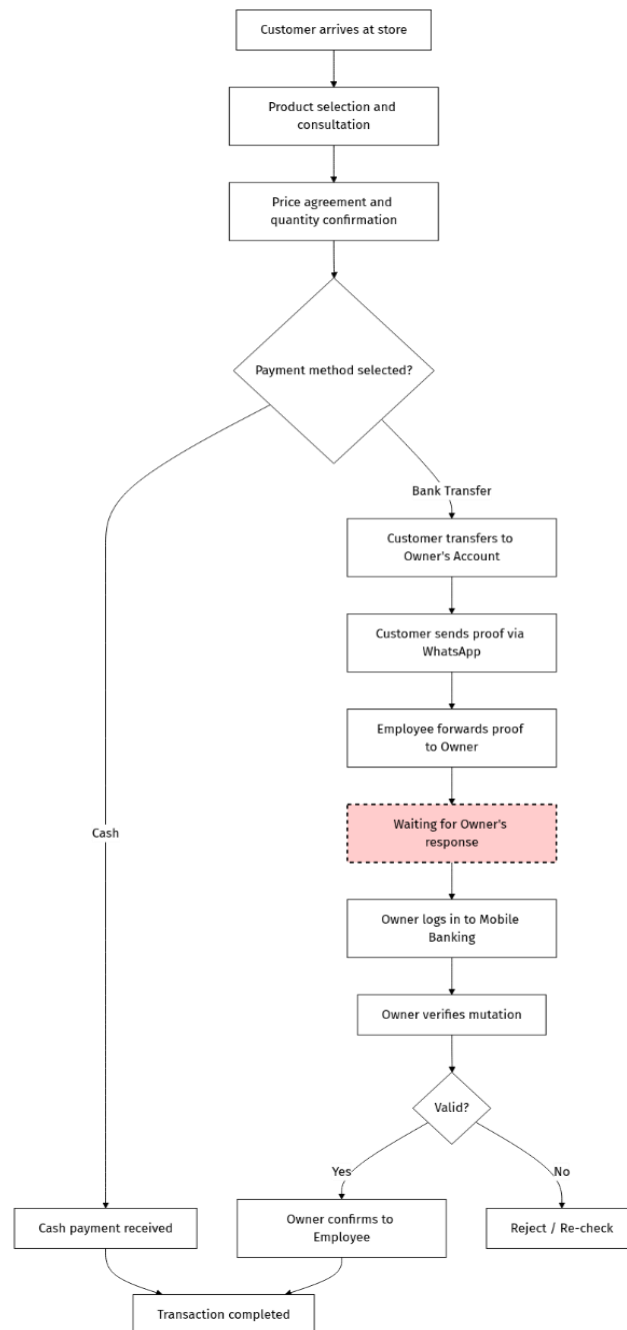 Customer arrives at store
Product selection and
consultation
Price agreement and
quantity confirmation
Payment method selected?
Bank Transfer
Customer transfers to
Owner's Account
Customer sends proof via
WhatsApp
Employee forwards proof
to Owner
Cash
Waiting for Owner's
response
Owner logs in to Mobile
Banking
Owner verifies mutation
Valid?
Yes
No
Cash payment received
Owner confirms to
Employee
Reject / Re-check
Transaction completed